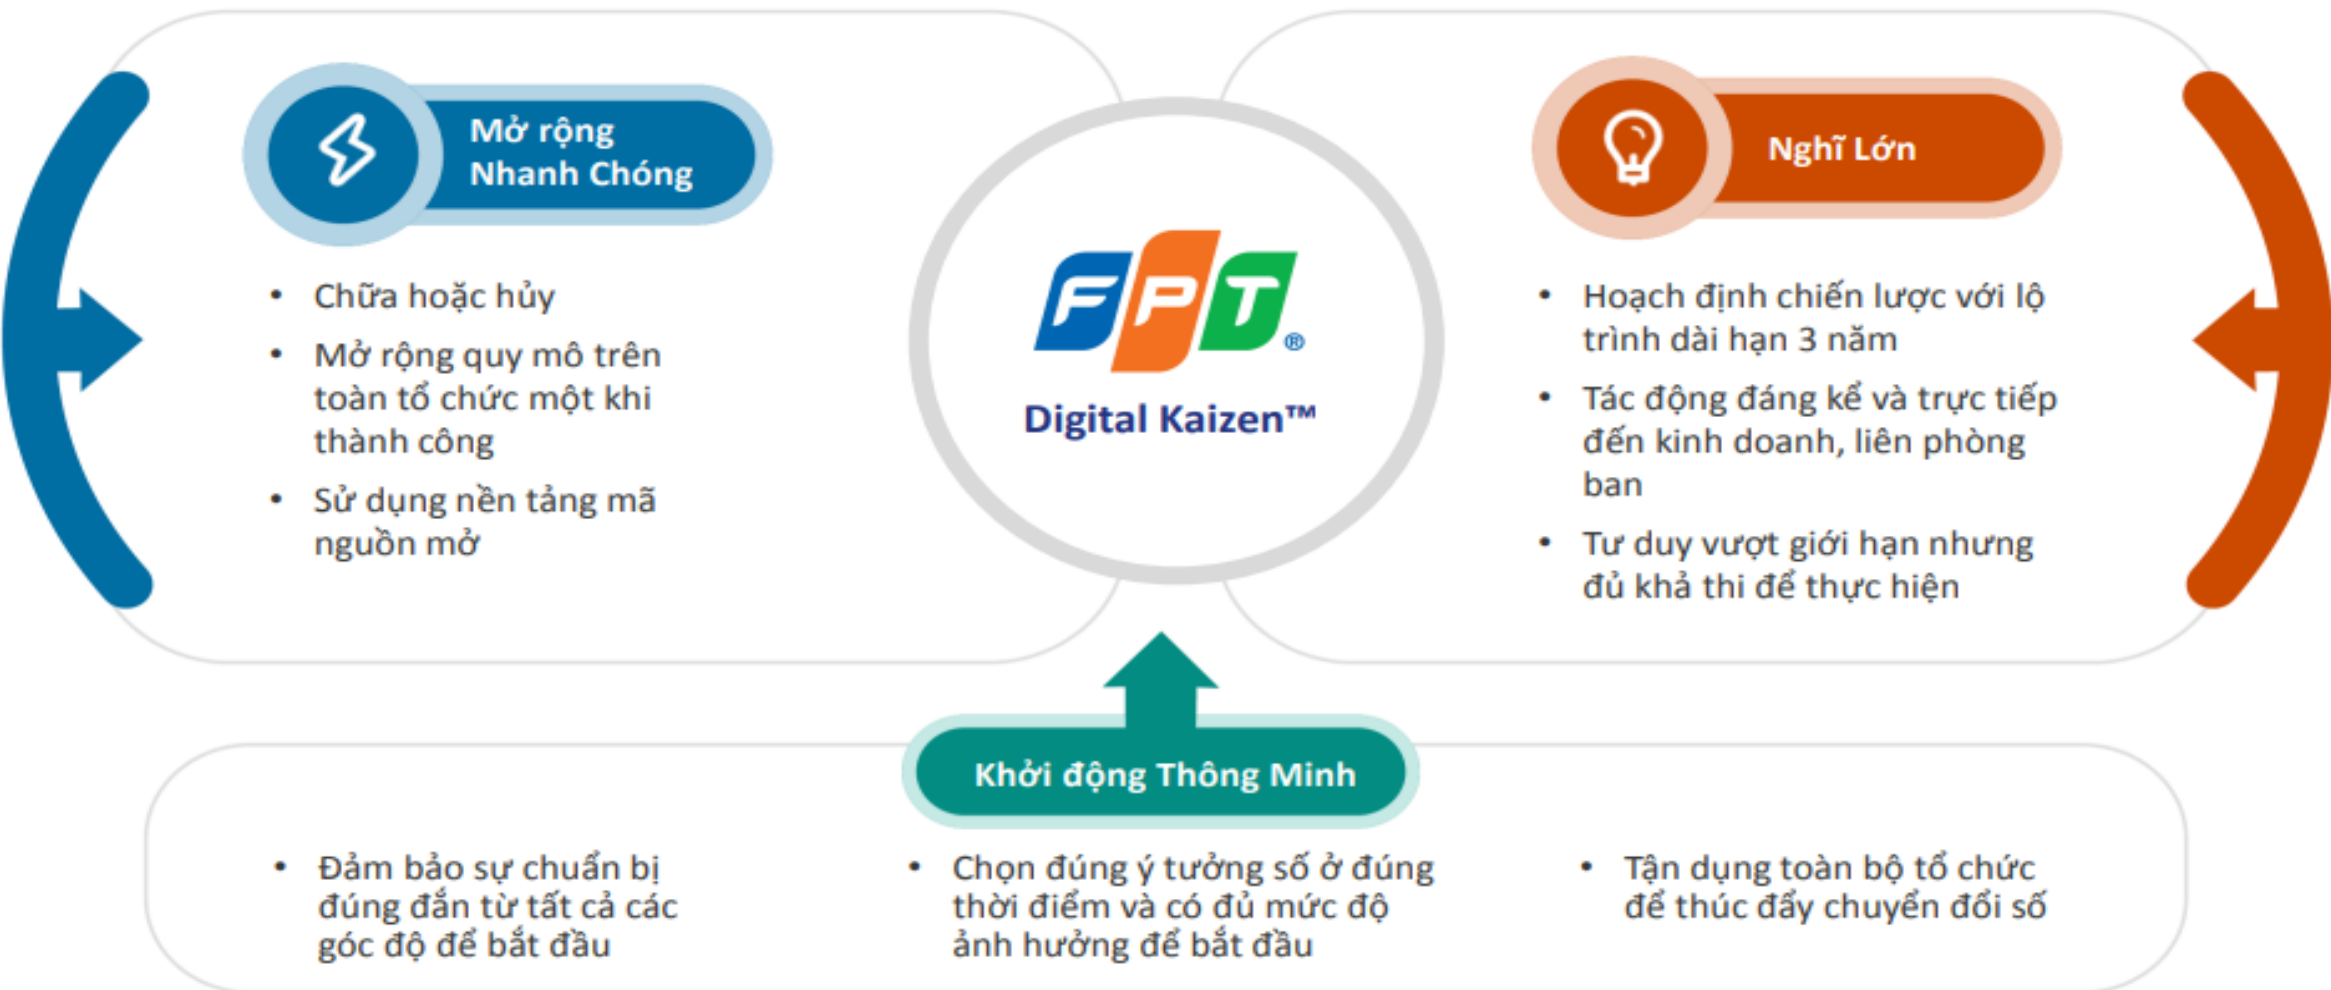 Mở rộng
Nhanh Chóng
• Chữa hoặc hủy
• Mở rộng quy mô trên
toàn tổ chức một khi
thành công
• Sử dụng nền tảng mã
nguồn mở
FPT®
Digital Kaizen™
Nghĩ Lớn
• Hoạch định chiến lược với lộ
trình dài hạn 3 năm
• Tác động đáng kể và trực tiếp
đến kinh doanh, liên phòng
ban
• Tư duy vượt giới hạn nhưng
đủ khả thi để thực hiện
Khởi động Thông Minh
• Đảm bảo sự chuẩn bị
đúng đắn từ tất cả các
góc độ để bắt đầu
• Chọn đúng ý tưởng số ở đúng
thời điểm và có đủ mức độ
ảnh hưởng để bắt đầu
• Tận dụng toàn bộ tổ chức
để thúc đẩy chuyển đổi số